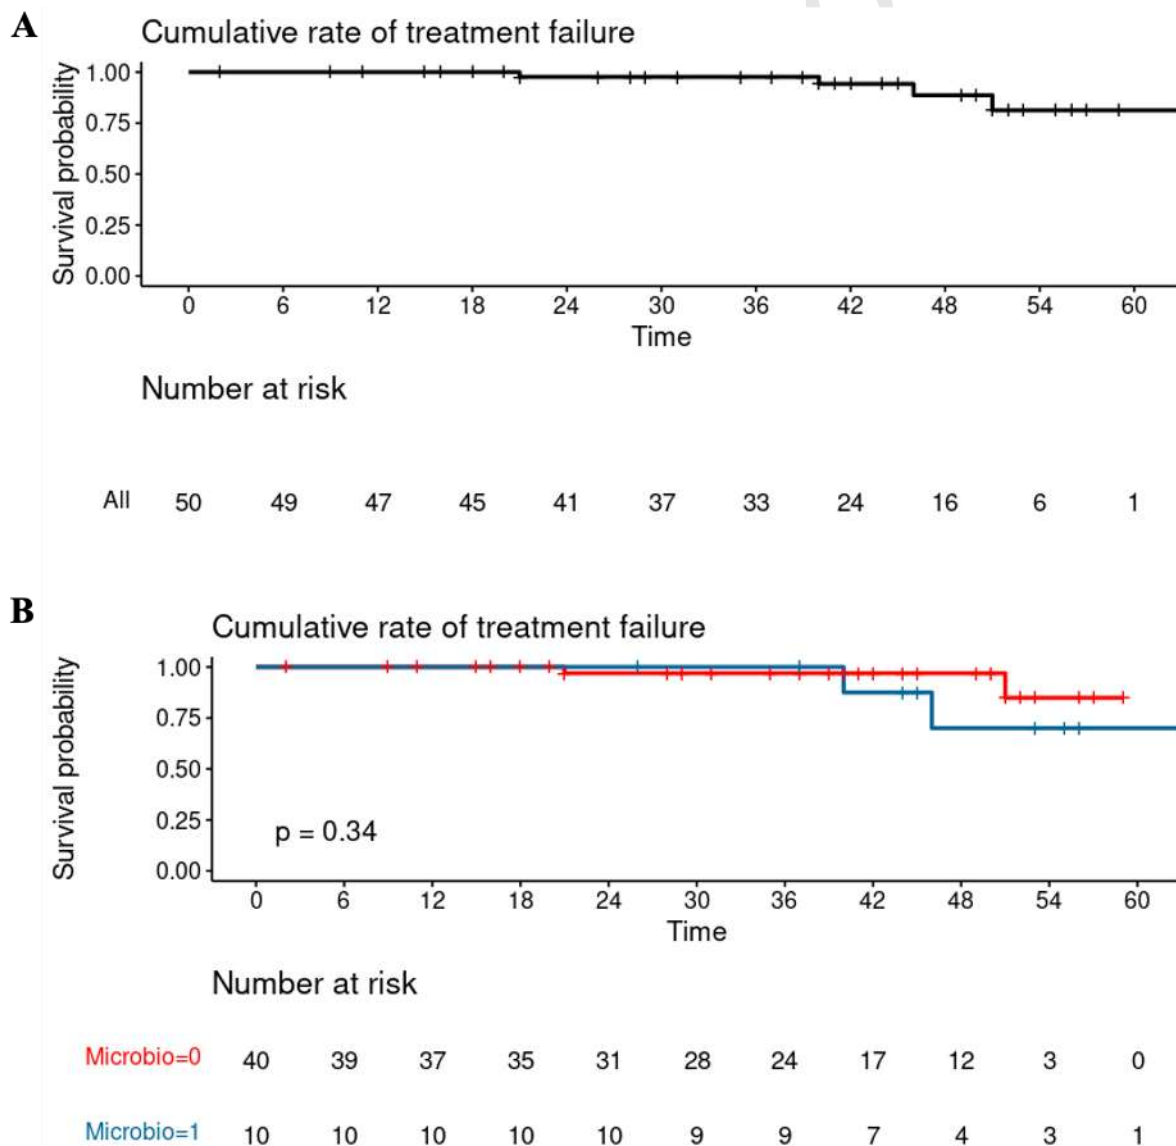 A
Cumulative rate of treatment failure
Survival probability
1.00
0.75
0.50
0.25
0.00
0 6 12 18 24 30 36 42 48 54 60
Time
Number at risk
All 50 49 47 45 41 37 33 24 16 6 1
B
Cumulative rate of treatment failure
Survival probability
1.00
0.75
0.50
0.25
0.00
p = 0.34
0 6 12 18 24 30 36 42 48 54 60
Time
Number at risk
Microbio=0 40 39 37 35 31 28 24 17 12 3 0
Microbio=1 10 10 10 10 10 9 9 7 4 3 1